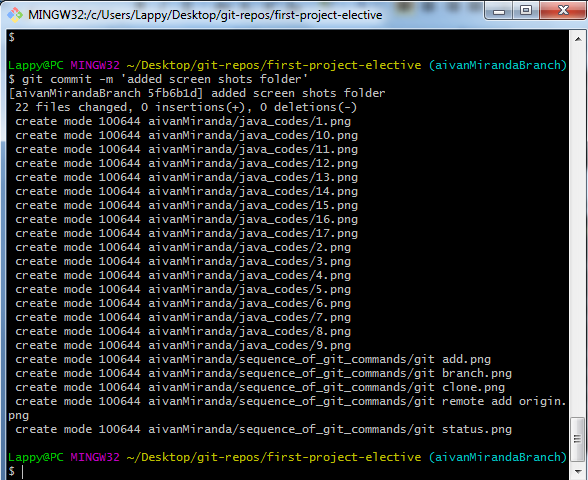 MINGW32:/c/Users/Lappy/Desktop/git-repos/first-project-elective
$
Lappy@PC MINGW32 ~/Desktop/git-repos/first-project-elective (aivanMirandaBranch)
$ git commit -m 'added screen shots folder'
[aivanMirandaBranch 5fb6b1d] added screen shots folder
 22 files changed, 0 insertions(+), 0 deletions(-)
 create mode 100644 aivanMiranda/java_codes/1.png
 create mode 100644 aivanMiranda/java_codes/10.png
 create mode 100644 aivanMiranda/java_codes/11.png
 create mode 100644 aivanMiranda/java_codes/12.png
 create mode 100644 aivanMiranda/java_codes/13.png
 create mode 100644 aivanMiranda/java_codes/14.png
 create mode 100644 aivanMiranda/java_codes/15.png
 create mode 100644 aivanMiranda/java_codes/16.png
 create mode 100644 aivanMiranda/java_codes/17.png
 create mode 100644 aivanMiranda/java_codes/2.png
 create mode 100644 aivanMiranda/java_codes/3.png
 create mode 100644 aivanMiranda/java_codes/4.png
 create mode 100644 aivanMiranda/java_codes/5.png
 create mode 100644 aivanMiranda/java_codes/6.png
 create mode 100644 aivanMiranda/java_codes/7.png
 create mode 100644 aivanMiranda/java_codes/8.png
 create mode 100644 aivanMiranda/java_codes/9.png
 create mode 100644 aivanMiranda/sequence_of_git_commands/git add.png
 create mode 100644 aivanMiranda/sequence_of_git_commands/git branch.png
 create mode 100644 aivanMiranda/sequence_of_git_commands/git clone.png
 create mode 100644 aivanMiranda/sequence_of_git_commands/git remote add origin.
png
 create mode 100644 aivanMiranda/sequence_of_git_commands/git status.png
Lappy@PC MINGW32 ~/Desktop/git-repos/first-project-elective (aivanMirandaBranch)
$